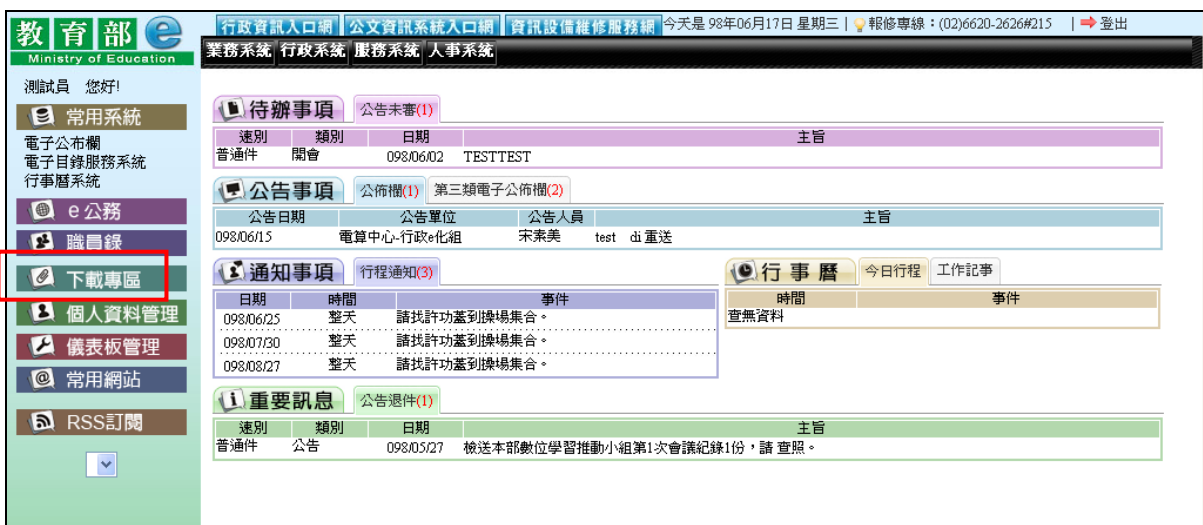 教育部e
Ministry of Education
行政資訊入口網 公文資訊系統入口網 資訊設備維修服務網 今天是 98年06月17日 星期三 | 報修專線：(02)6620-2626#215 | 登出
業務系統 行政系統 服務系統 人事系統
測試員 您好!
常用系統
電子公布欄
電子目錄服務系統
行事曆系統
e公務
職員錄
下載專區
個人資料管理
儀表板管理
常用網站
RSS訂閱
待辦事項 公告未審(1)
速別 類別 日期 主旨
普通件 開會 098/06/02 TESTTEST
公告事項 公佈欄(1) 第三類電子公佈欄(2)
公告日期 公告單位 公告人員 主旨
098/06/15 電算中心-行政e化組 宋素美 test di 重送
通知事項 行程通知(3)
日期 時間 事件
098/06/25 整天 請找許功蓋到操場集合。
098/07/30 整天 請找許功蓋到操場集合。
098/08/27 整天 請找許功蓋到操場集合。
行事曆 今日行程 工作記事
時間 事件
查無資料
重要訊息 公告退件(1)
速別 類別 日期 主旨
普通件 公告 098/05/27 檢送本部數位學習推動小組第1次會議紀錄1份，請 查照。